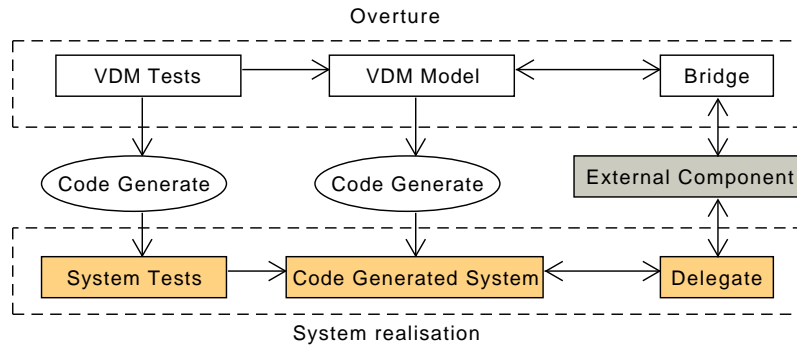 Overture
VDM Tests
VDM Model
Bridge
Code Generate
Code Generate
External Component
System Tests
Code Generated System
Delegate
System realisation